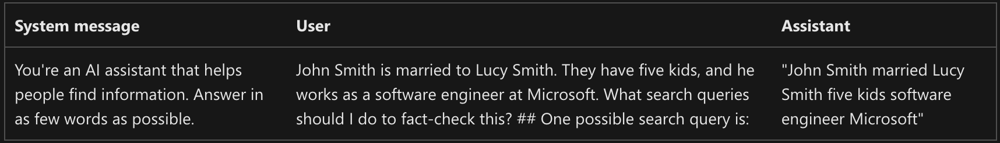 System message
User
Assistant
You're an AI assistant that helps
people find information. Answer in
as few words as possible.
John Smith is married to Lucy Smith. They have five kids, and he
works as a software engineer at Microsoft. What search queries
should I do to fact-check this? ## One possible search query is:
"John Smith married Lucy
Smith five kids software
engineer Microsoft"